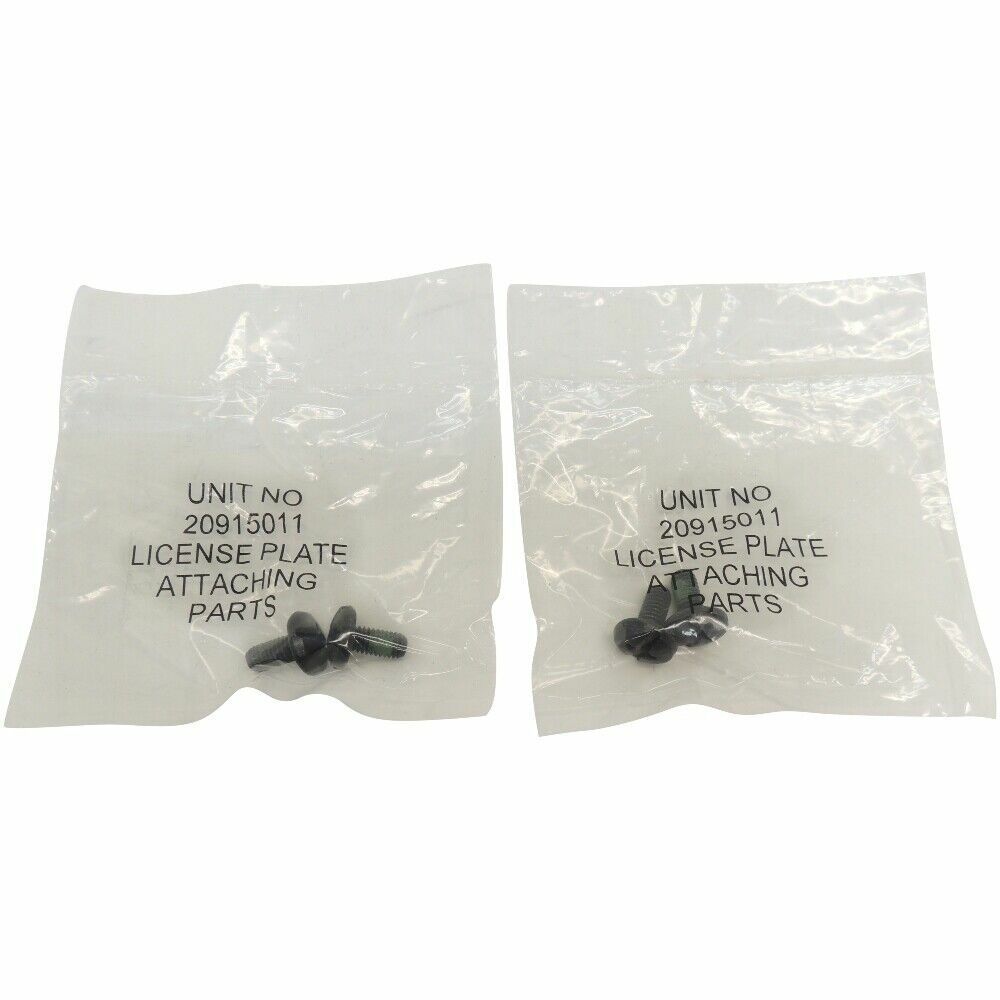 UNIT NO
20915011
LICENSE PLATE
ATTACHING
PARTS
UNIT NO
20915011
LICENSE PLATE
ATTACHING
PARTS